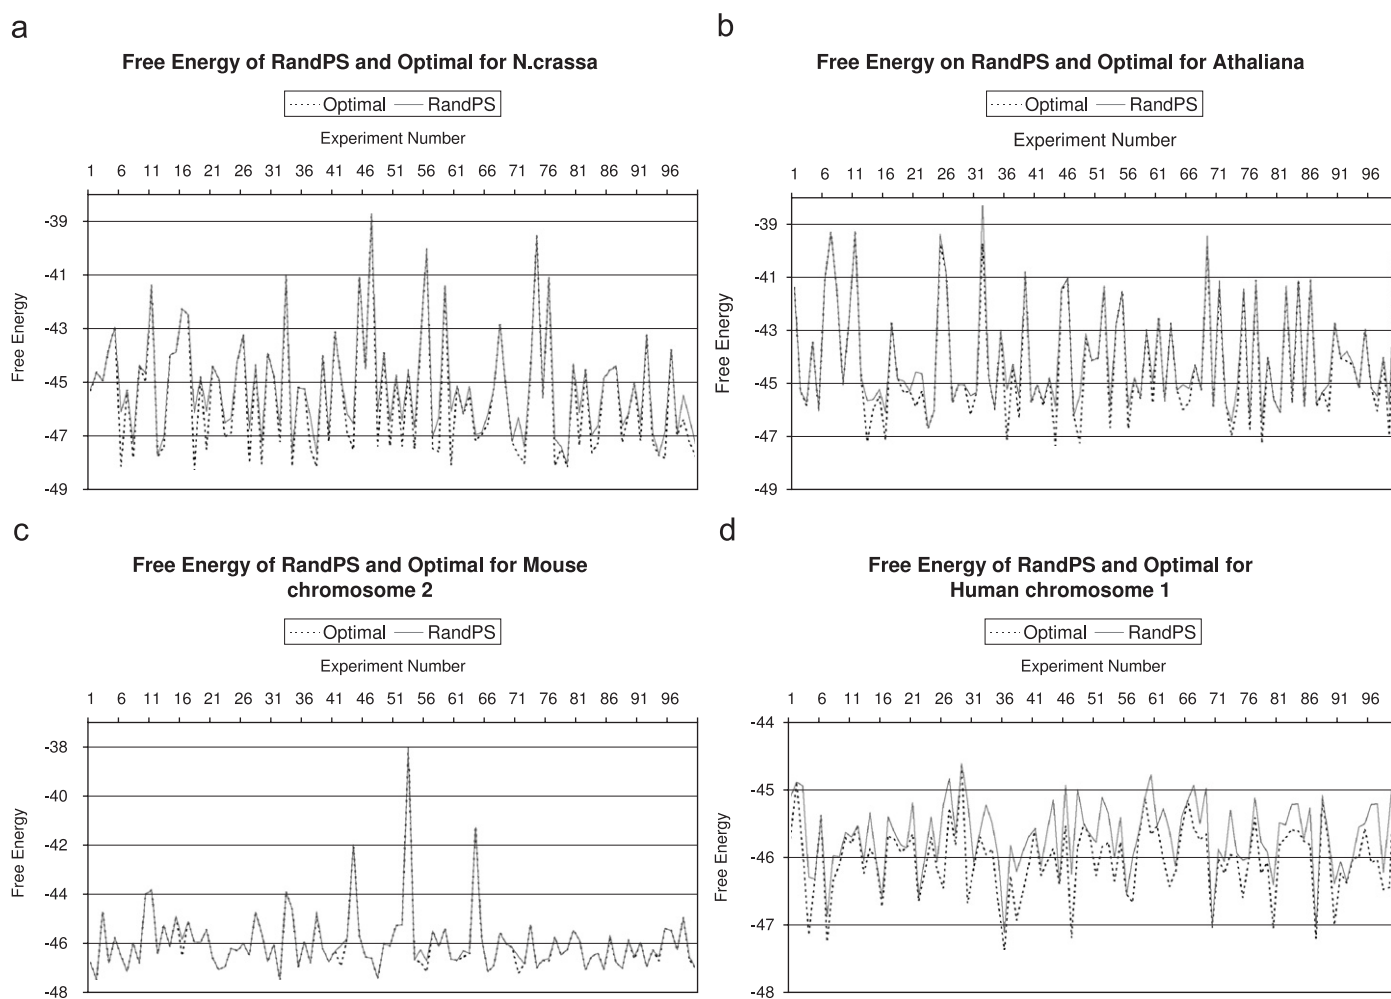 a
Free Energy of RandPS and Optimal for N.crassa
Optimal RandPS
Experiment Number
1 6 11 16 21 26 31 36 41 46 51 56 61 66 71 76 81 86 91 96
-39
-41
-43
-45
-47
-49
Free Energy
b
Free Energy on RandPS and Optimal for Athaliana
Optimal RandPS
Experiment Number
1 6 11 16 21 26 31 36 41 46 51 56 61 66 71 76 81 86 91 96
-39
-41
-43
-45
-47
-49
Free Energy
c
Free Energy of RandPS and Optimal for Mouse
chromosome 2
Optimal RandPS
Experiment Number
1 6 11 16 21 26 31 36 41 46 51 56 61 66 71 76 81 86 91 96
-38
-40
-42
-44
-46
-48
Free Energy
d
Free Energy of RandPS and Optimal for
Human chromosome 1
Optimal RandPS
Experiment Number
1 6 11 16 21 26 31 36 41 46 51 56 61 66 71 76 81 86 91 96
-44
-45
-46
-47
-48
Free Energy